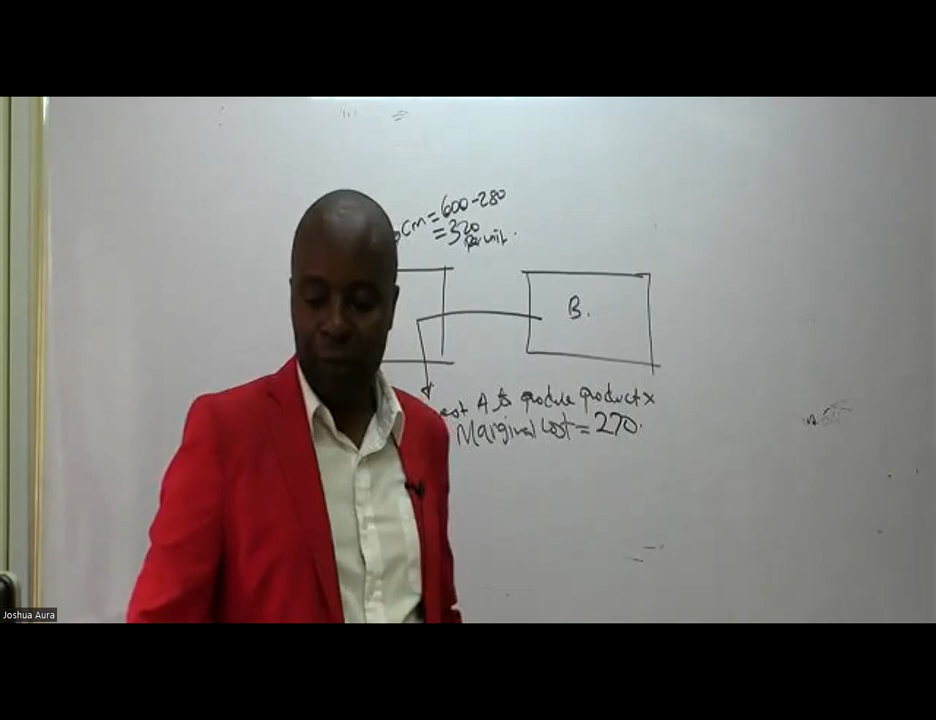 CM = 600-280
= 320
per unit.
B.
A to produce product x
Marginal Cost = 270.
Joshua Aura